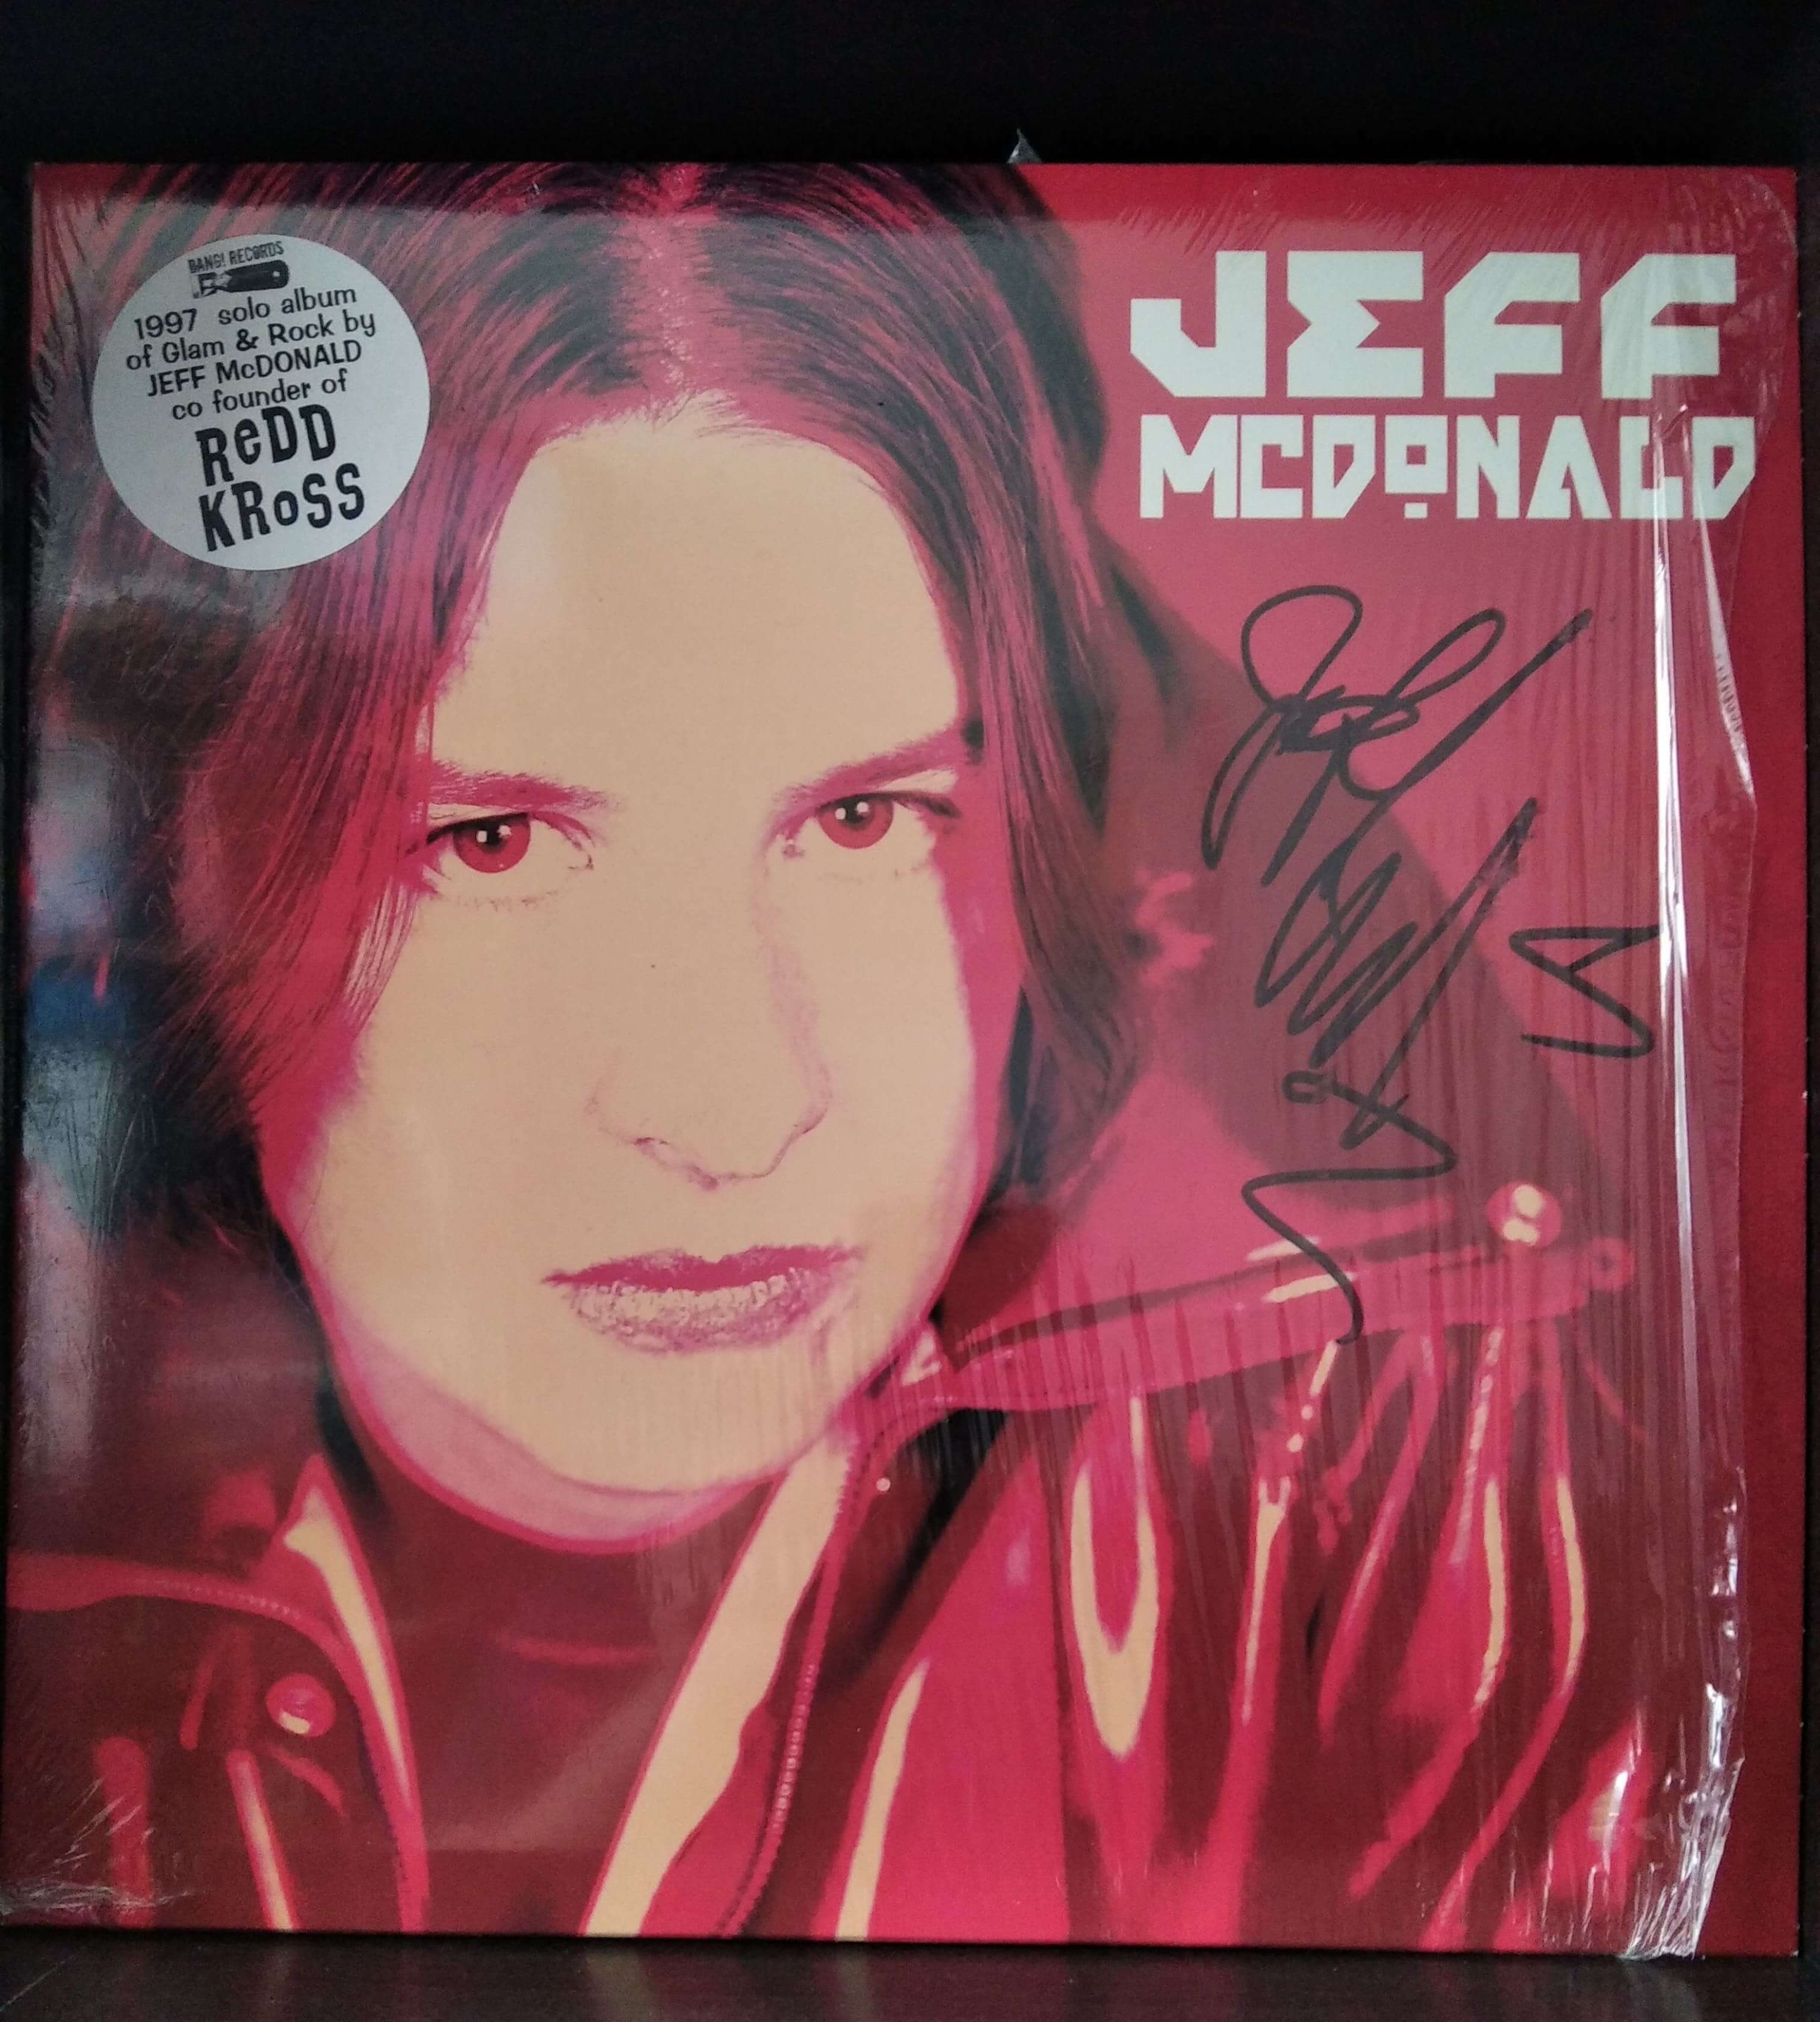 BANG! RECORDS
1997 solo album
of Glam & Rock by
JEFF McDONALD
co founder of
ReDD
KRoSS
JEFF
MCDONALD